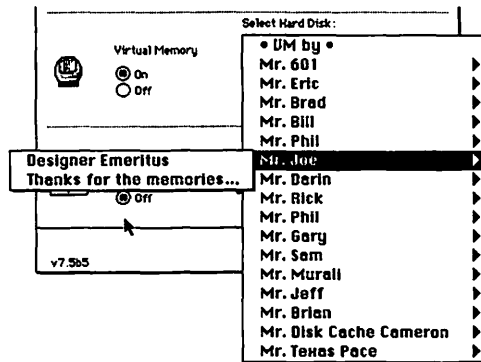 Select Hard Disk:
Virtual Memory
On
Off
• VM by •
Mr. 601
Mr. Eric
Mr. Brad
Mr. Bill
Mr. Phil
Mr. Joe
Designer Emeritus
Thanks for the memories...
Mr. Darin
Mr. Rick
Off
Mr. Phil
Mr. Gary
Mr. Sam
Mr. Murali
Mr. Jeff
Mr. Brian
Mr. Disk Cache Cameron
Mr. Texas Pace
v7.5b5